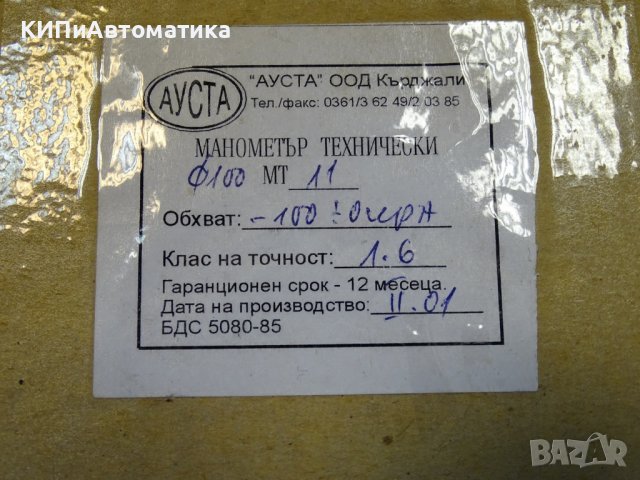 КИПиАвтоматика
АУСТА
"АУСТА" ООД Кърджали
Тел./факс: 0361/3 62 49/2 03 85
МАНОМЕТЪР ТЕХНИЧЕСКИ
ф100 МТ 11
Обхват: -100 ÷ 0 кРа
Клас на точност: 1.6
Гаранционен срок - 12 месеца.
Дата на производство: II.01
БДС 5080-85
BAZAR